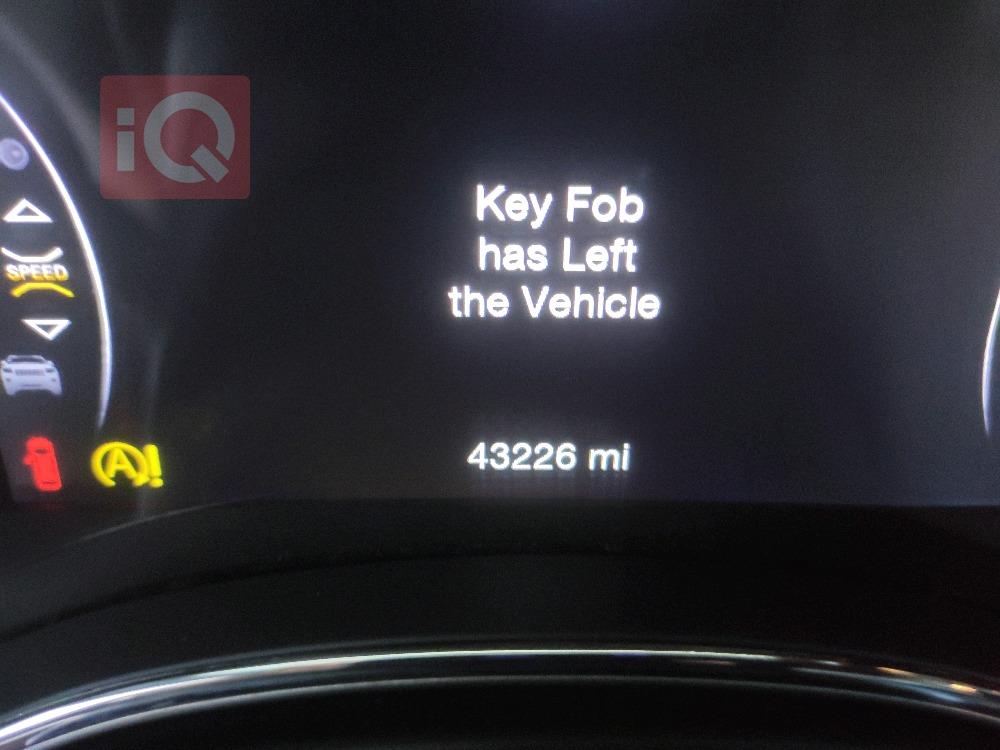 iQ
Key Fob
has Left
the Vehicle
SPEED
A!
43226 mi